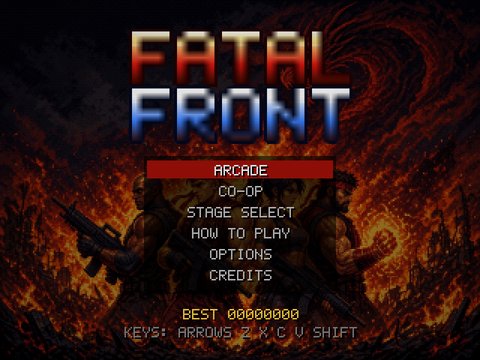 FATAL
FRONT
ARCADE
CO-OP
STAGE SELECT
HOW TO PLAY
OPTIONS
CREDITS
BEST 00000000
KEYS: ARROWS Z X'C V SHIFT